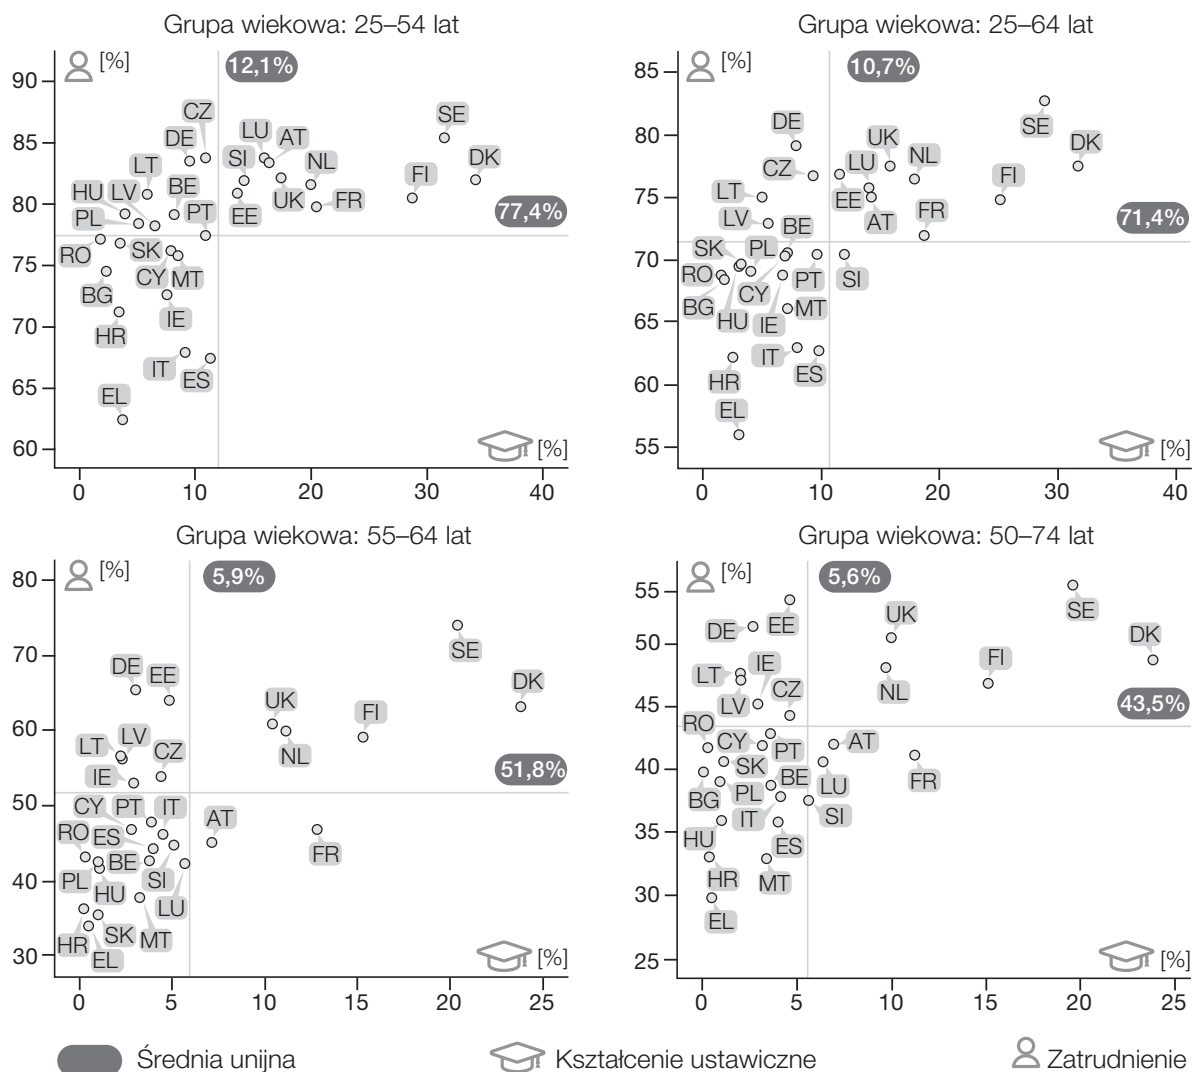 Grupa wiekowa: 25–54 lat
[%]
12,1%
90
CZ
SE
85
DE
LU
AT
LT
SI
NL
DK
FI
HU
LV
BE
80
UK
FR
PL
PT
EE
77,4%
RO
SK
75
CY
MT
BG
IE
70
HR
IT
ES
65
EL
60
[%]
0
10
20
30
40
Grupa wiekowa: 25–64 lat
[%]
10,7%
85
SE
80
DE
UK
DK
CZ
LU
NL
FI
75
LT
EE
AT
FR
LV
71,4%
BE
SK
PL
70
RO
CY
PT
SI
BG
HU
IE
MT
65
IT
ES
60
HR
EL
55
[%]
0
10
20
30
40
Grupa wiekowa: 55–64 lat
[%]
5,9%
80
SE
70
DE
EE
DK
UK
FI
60
LT
LV
CZ
NL
IE
51,8%
50
CY
PT
IT
RO
ES
AT
BE
FR
PL
HU
SI
40
LU
HR
SK
MT
EL
30
[%]
0
5
10
15
20
25
Grupa wiekowa: 50–74 lat
[%]
5,6%
55
SE
DE
EE
UK
DK
50
IE
FI
LT
NL
LV
CZ
45
43,5%
RO
CY
PT
AT
SK
40
BE
LU
FR
BG
PL
IT
SI
HU
35
ES
HR
MT
30
EL
25
[%]
0
5
10
15
20
25
Średnia unijna
Kształcenie ustawiczne
Zatrudnienie